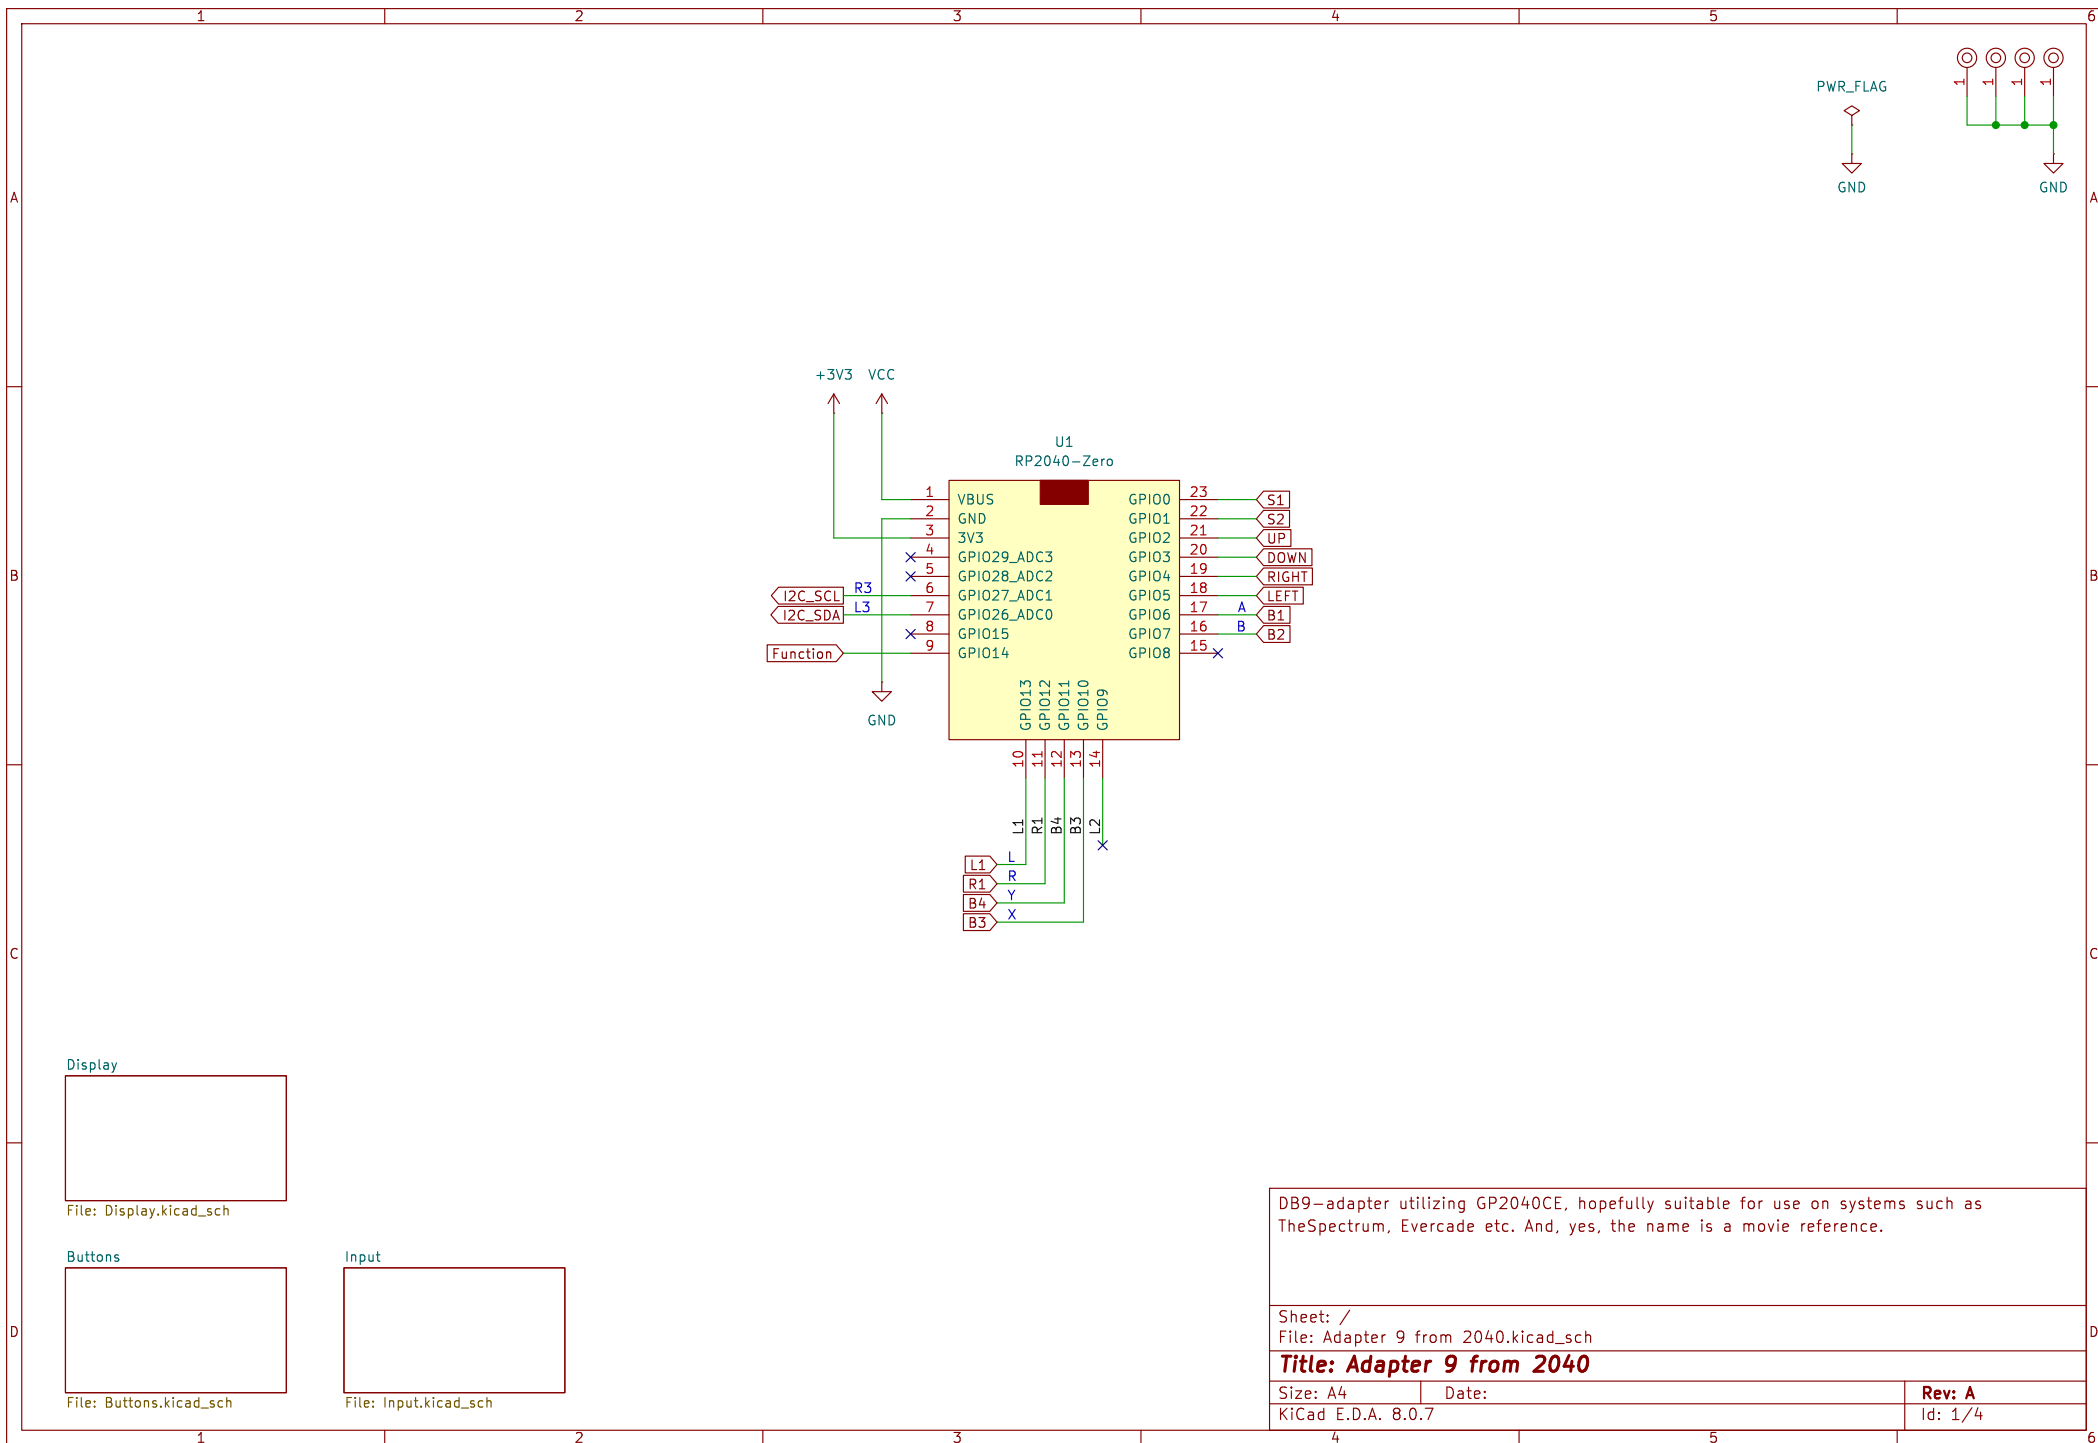 1 2 3 4 5 6
1 1 1 1
PWR_FLAG
GND GND
A A
+3V3 VCC
U1
RP2040-Zero
1 VBUS GPIO0 23 S1
2 GND GPIO1 22 S2
3 3V3 GPIO2 21 UP
4 GPIO29_ADC3 GPIO3 20 DOWN
B 5 GPIO28_ADC2 GPIO4 19 RIGHT B
I2C_SCL R3 6 GPIO27_ADC1 GPIO5 18 LEFT
I2C_SDA L3 7 GPIO26_ADC0 GPIO6 17 A B1
8 GPIO15 GPIO7 16 B B2
Function 9 GPIO14 GPIO8 15
GPIO13 GPIO12 GPIO11 GPIO10 GPIO9
GND
10 11 12 13 14
L1 R1 B4 B3 L2
L1 L
R1 R
B4 Y
B3 X
C C
Display
File: Display.kicad_sch
Buttons Input
File: Buttons.kicad_sch File: Input.kicad_sch
DB9-adapter utilizing GP2040CE, hopefully suitable for use on systems such as
TheSpectrum, Evercade etc. And, yes, the name is a movie reference.
Sheet: /
File: Adapter 9 from 2040.kicad_sch
D D
Title: Adapter 9 from 2040
Size: A4 Date: Rev: A
KiCad E.D.A. 8.0.7 Id: 1/4
1 2 3 4 5 6